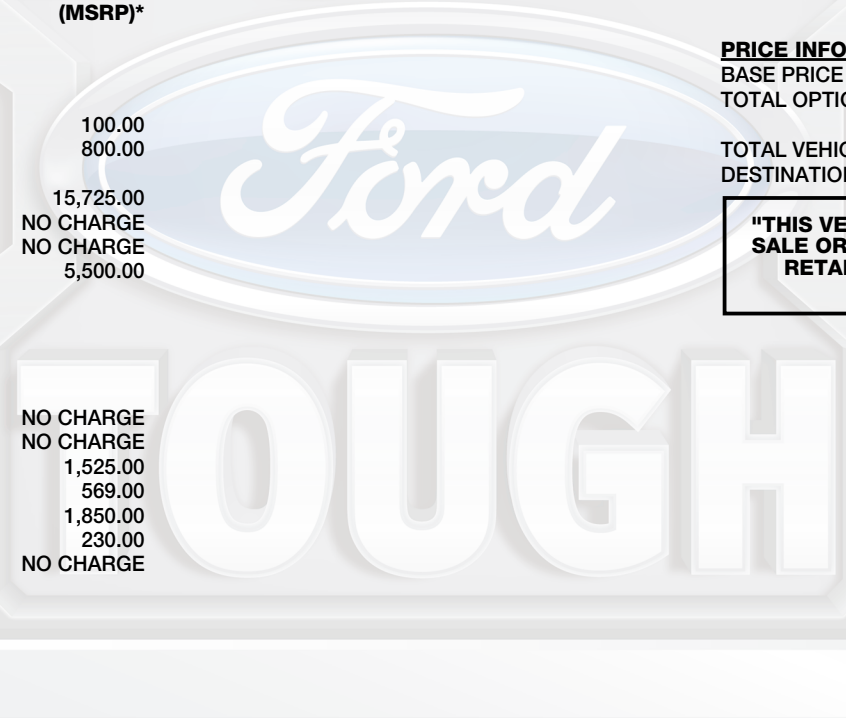 (MSRP)*
100.00
800.00
15,725.00
NO CHARGE
NO CHARGE
5,500.00
NO CHARGE
NO CHARGE
1,525.00
569.00
1,850.00
230.00
NO CHARGE
PRICE INFO
BASE PRICE
TOTAL OPTIO
TOTAL VEHIC
DESTINATION
"THIS VE
SALE OR
RETAI
Ford
TOUGH